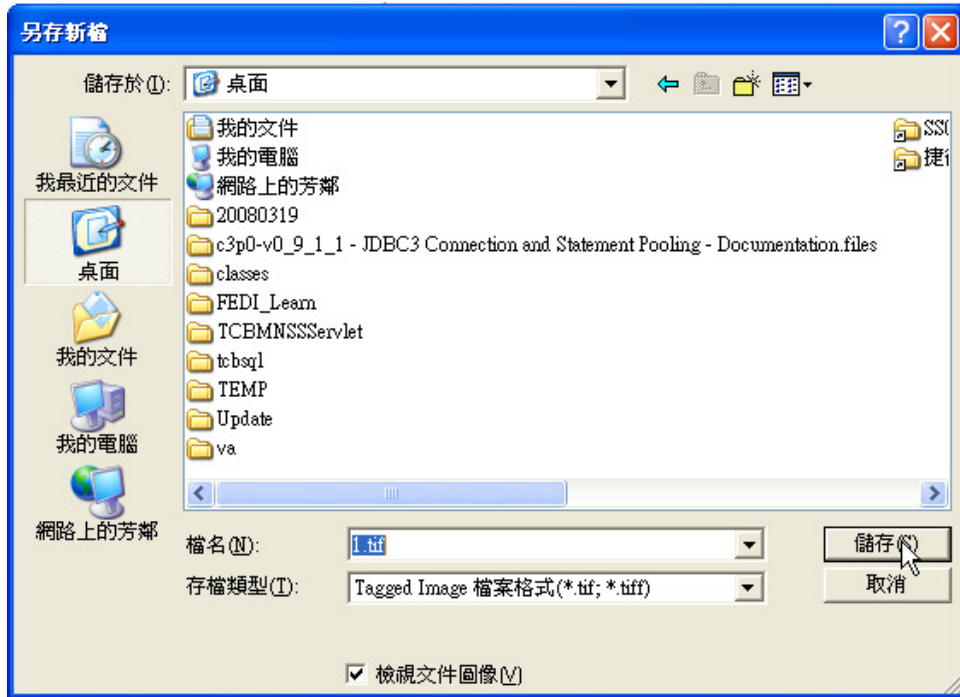 另存新檔
儲存於(I):
桌面
我最近的文件
桌面
我的文件
我的電腦
網路上的芳鄰
我的文件
我的電腦
網路上的芳鄰
20080319
c3p0-v0_9_1_1 - JDBC3 Connection and Statement Pooling - Documentation.files
classes
FEDI_Learn
TCBMNSSServlet
tcbsql
TEMP
Update
va
檔名(N):
1.tif
儲存
存檔類型(T):
Tagged Image 檔案格式(*.tif; *.tiff)
取消
檢視文件圖像(V)